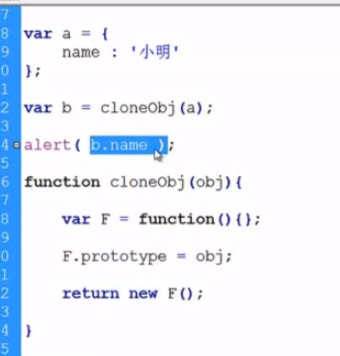 7
8 var a = {
9 name : '小明'
0 };
1
2 var b = cloneObj(a);
3
4 alert( b.name );
5
6 function cloneObj(obj){
7
8 var F = function(){};
9
0 F.prototype = obj;
1
2 return new F();
3
4 }
5